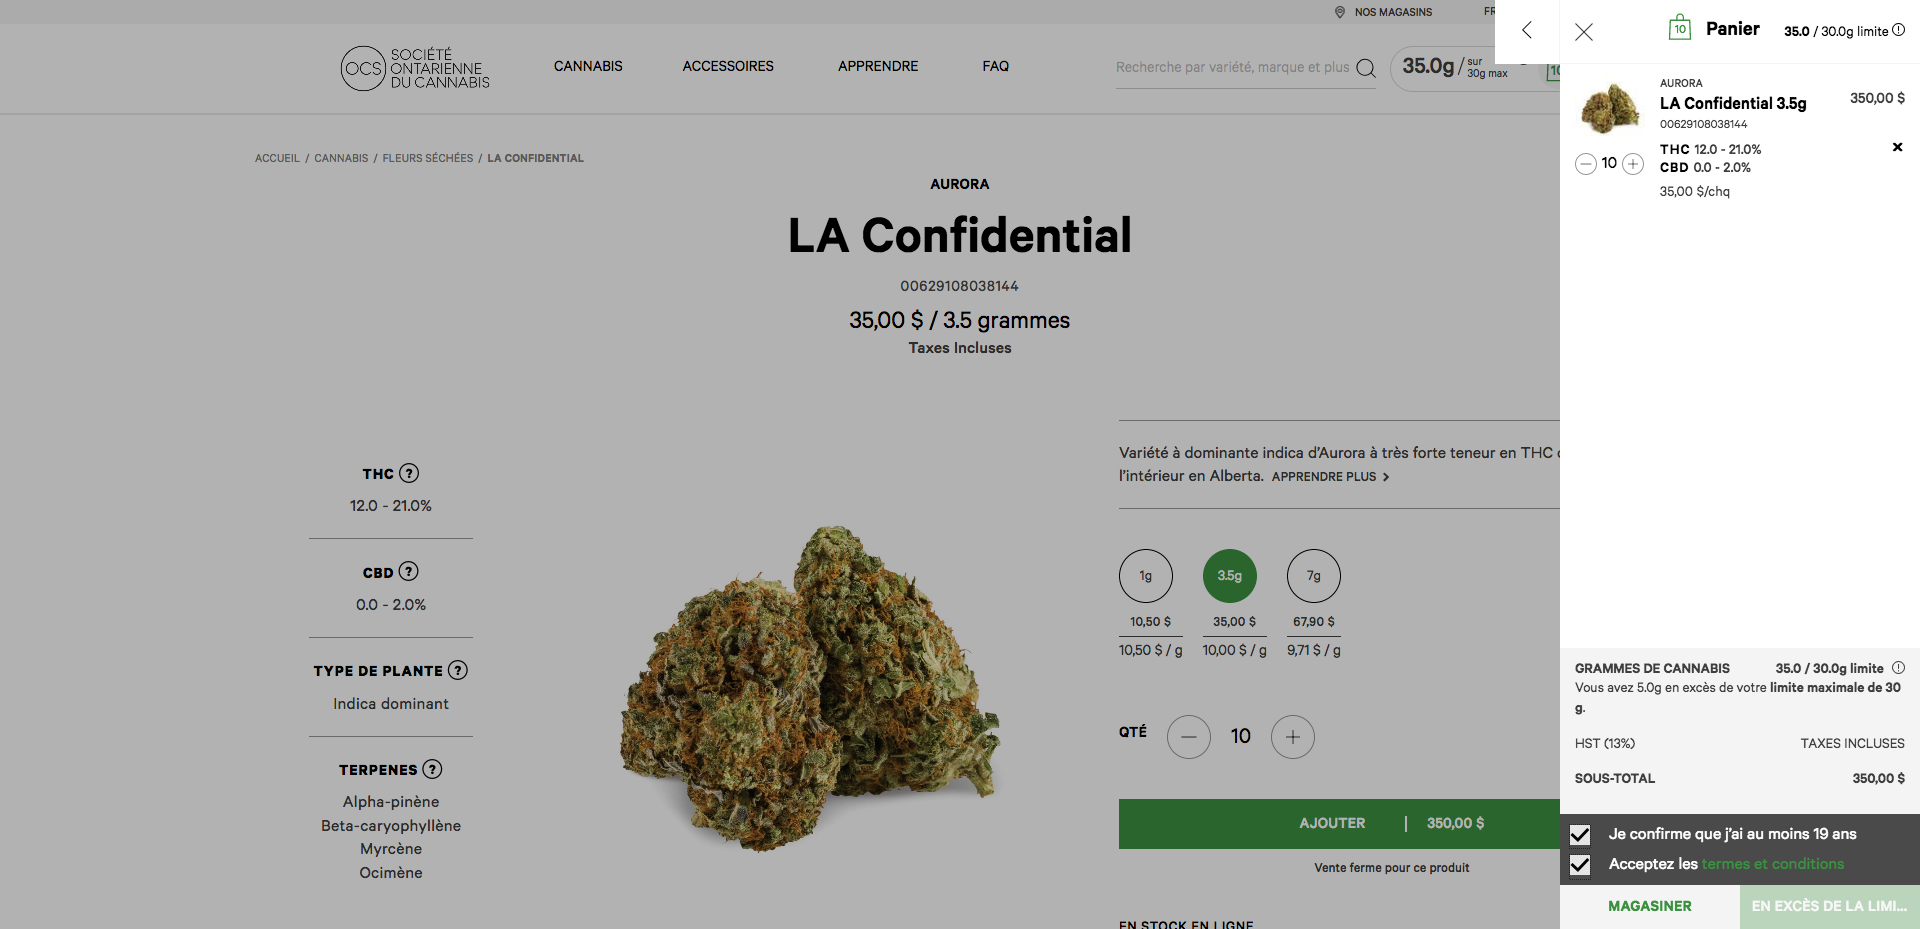 NOS MAGASINS
OCS
SOCIÉTÉ
ONTARIENNE
DU CANNABIS
CANNABIS
ACCESSOIRES
APPRENDRE
FAQ
Recherche par variété, marque et plus
35.0g / sur
30g max
ACCUEIL / CANNABIS / FLEURS SÉCHÉES / LA CONFIDENTIAL
AURORA
LA Confidential
00629108038144
35,00 $ / 3.5 grammes
Taxes Incluses
THC ?
12.0 - 21.0%
CBD ?
0.0 - 2.0%
TYPE DE PLANTE ?
Indica dominant
TERPENES ?
Alpha-pinène
Beta-caryophyllène
Myrcène
Ocimène
Variété à dominante indica d'Aurora à très forte teneur en THC
l'intérieur en Alberta. APPRENDRE PLUS >
1g
3.5g
7g
10,50 $
35,00 $
67,90 $
10,50 $ / g
10,00 $ / g
9,71 $ / g
QTÉ
10
AJOUTER | 350,00 $
Vente ferme pour ce produit
EN STOCK EN LIGNE
10 Panier
35.0 / 30.0g limite
AURORA
LA Confidential 3.5g
350,00 $
00629108038144
THC 12.0 - 21.0%
10
CBD 0.0 - 2.0%
35,00 $/chq
GRAMMES DE CANNABIS
35.0 / 30.0g limite
Vous avez 5.0g en excès de votre limite maximale de 30
g.
HST (13%)
TAXES INCLUSES
SOUS-TOTAL
350,00 $
Je confirme que j'ai au moins 19 ans
Acceptez les termes et conditions
MAGASINER
EN EXCÈS DE LA LIMI...